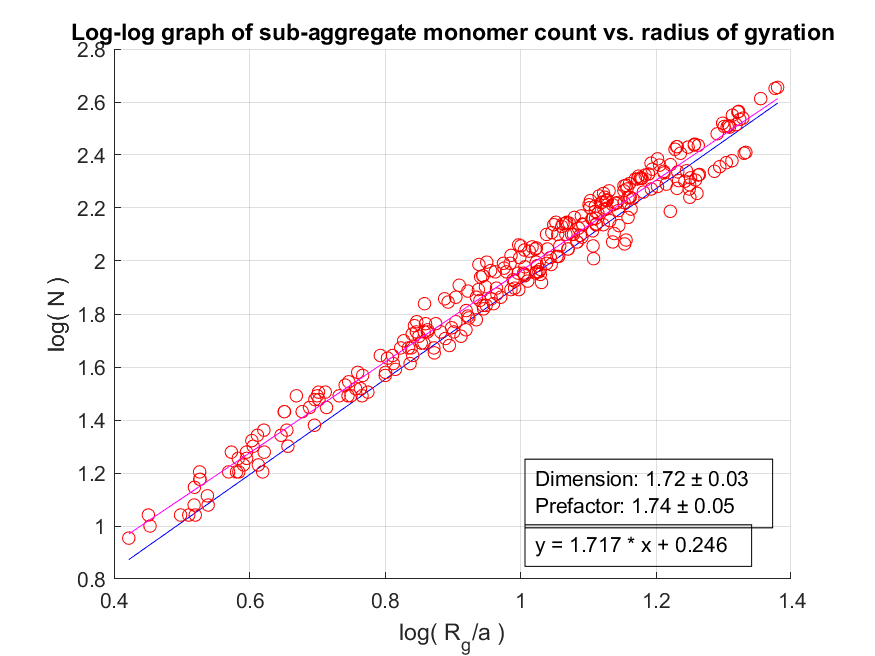 Log-log graph of sub-aggregate monomer count vs. radius of gyration
2.8
2.6
2.4
2.2
2
1.8
1.6
1.4
1.2
1
0.8
log( N )
Dimension: 1.72 ± 0.03
Prefactor: 1.74 ± 0.05
y = 1.717 * x + 0.246
0.4 0.6 0.8 1 1.2 1.4
log( R_g/a )